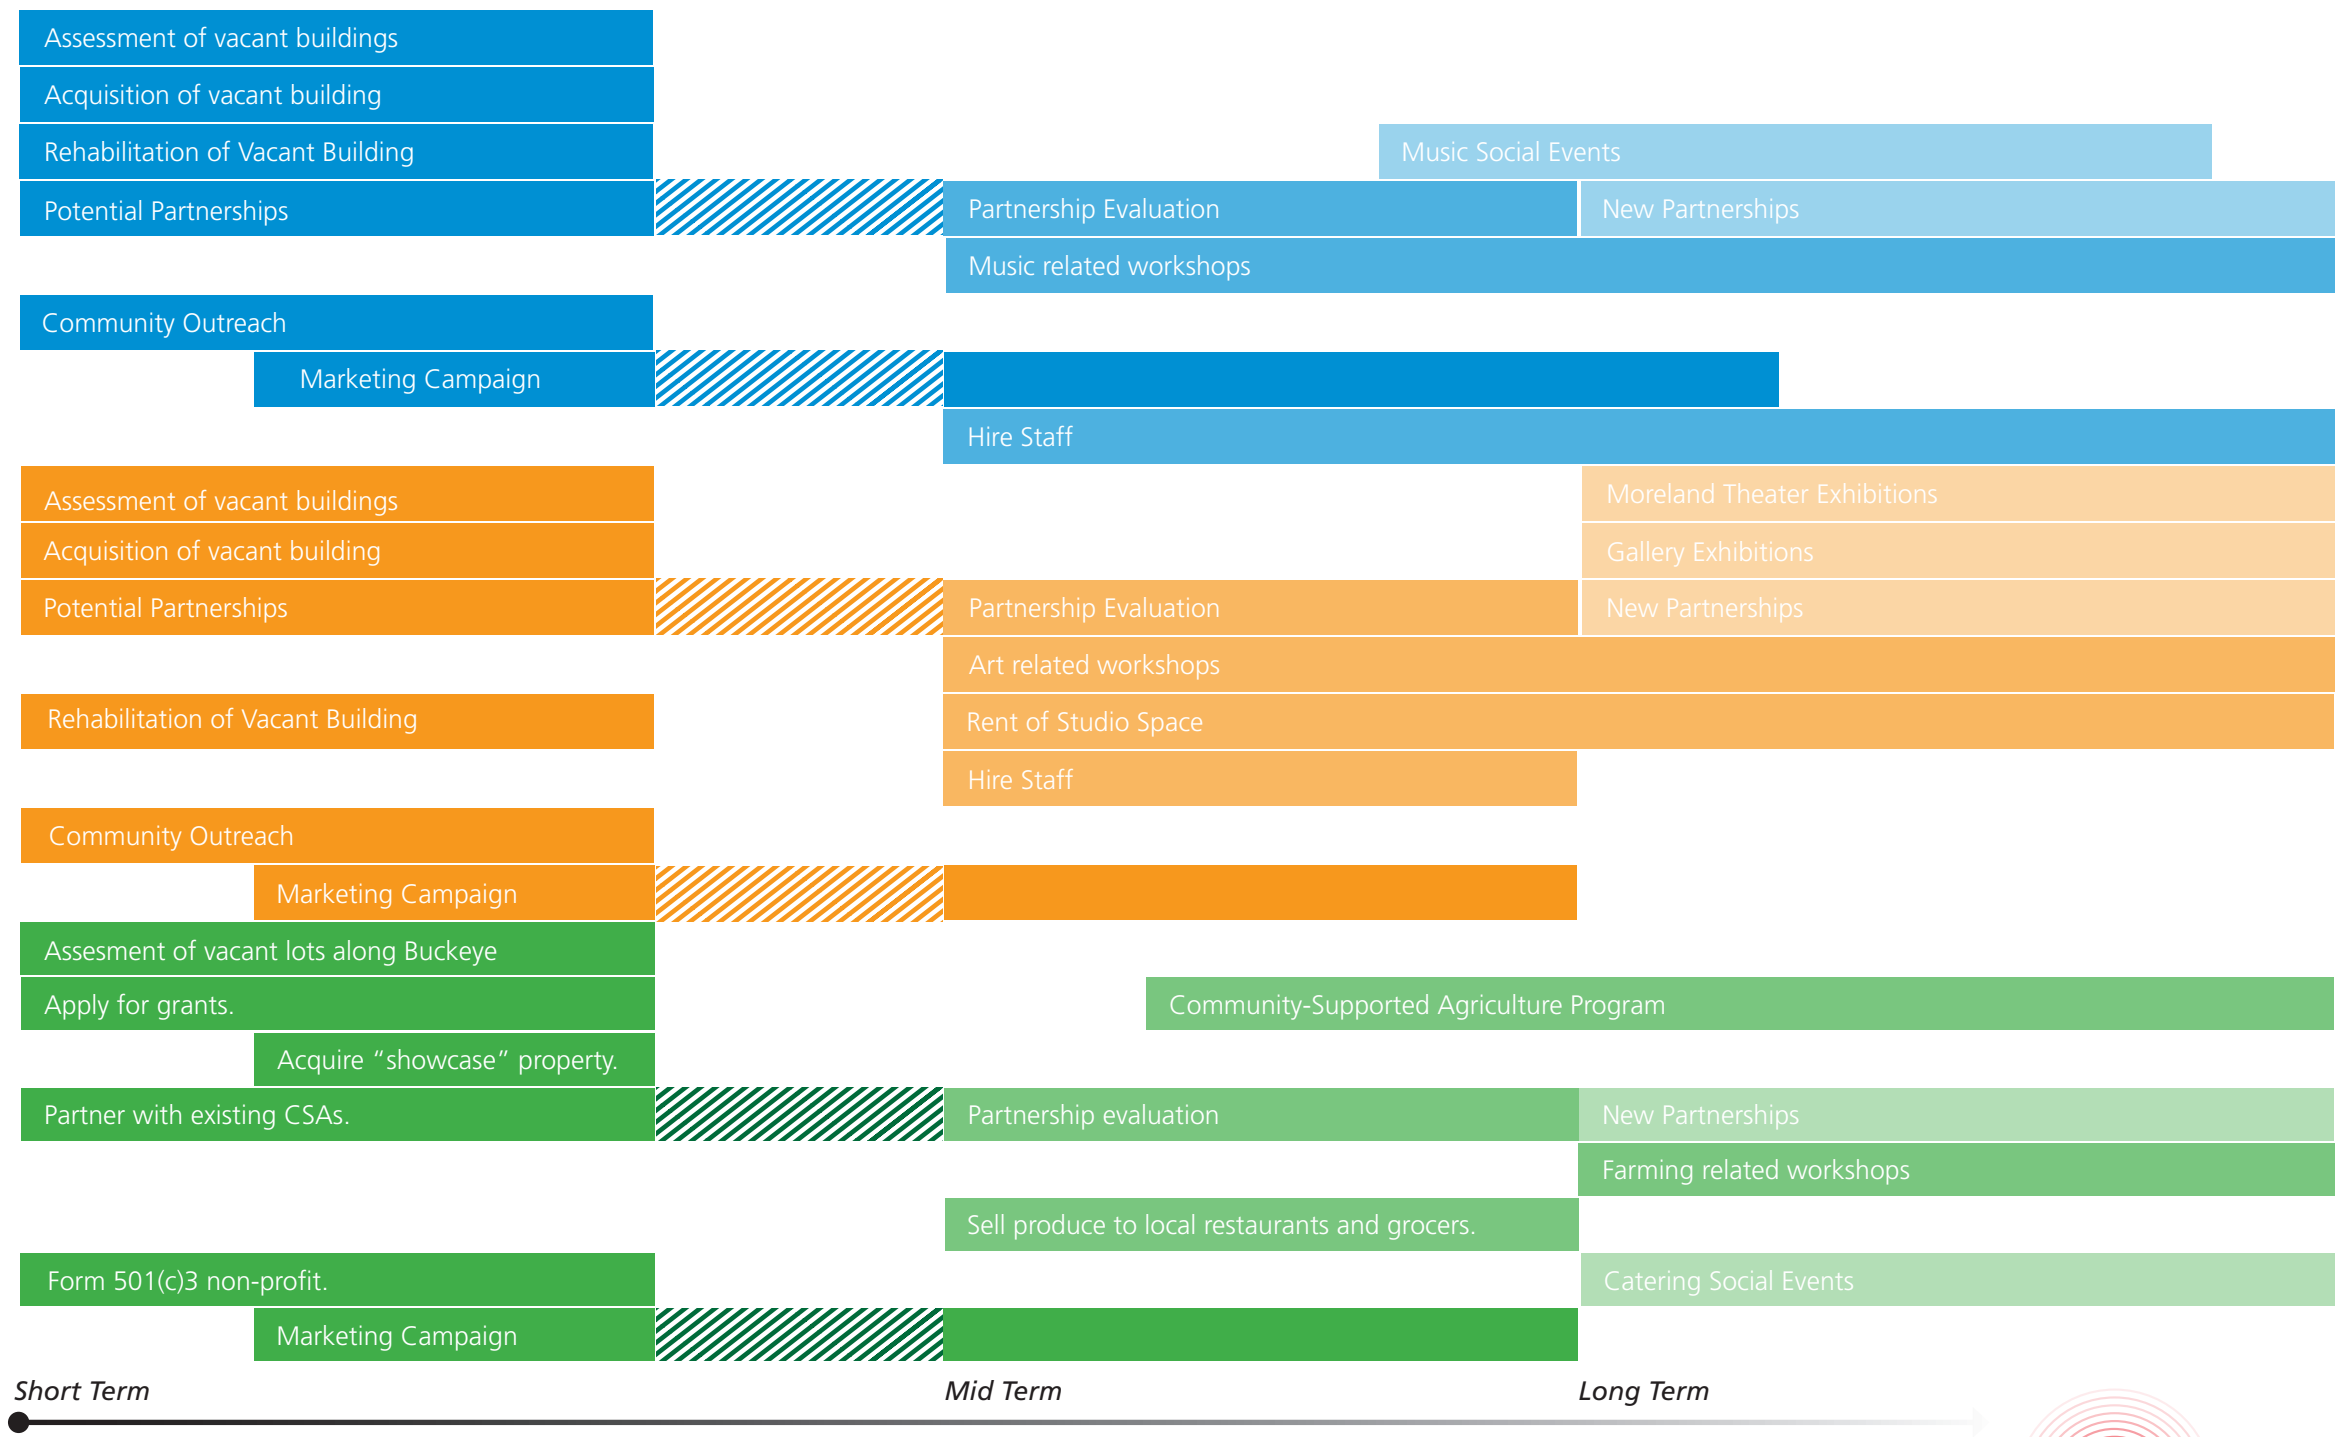 Assessment of vacant buildings
Acquisition of vacant building
Rehabilitation of Vacant Building
Music Social Events
Potential Partnerships
Partnership Evaluation
New Partnerships
Music related workshops
Community Outreach
Marketing Campaign
Hire Staff
Assessment of vacant buildings
Moreland Theater Exhibitions
Acquisition of vacant building
Gallery Exhibitions
Potential Partnerships
Partnership Evaluation
New Partnerships
Art related workshops
Rehabilitation of Vacant Building
Rent of Studio Space
Hire Staff
Community Outreach
Marketing Campaign
Assesment of vacant lots along Buckeye
Apply for grants.
Community-Supported Agriculture Program
Acquire “showcase” property.
Partner with existing CSAs.
Partnership evaluation
New Partnerships
Farming related workshops
Sell produce to local restaurants and grocers.
Form 501(c)3 non-profit.
Catering Social Events
Marketing Campaign
Short Term
Mid Term
Long Term